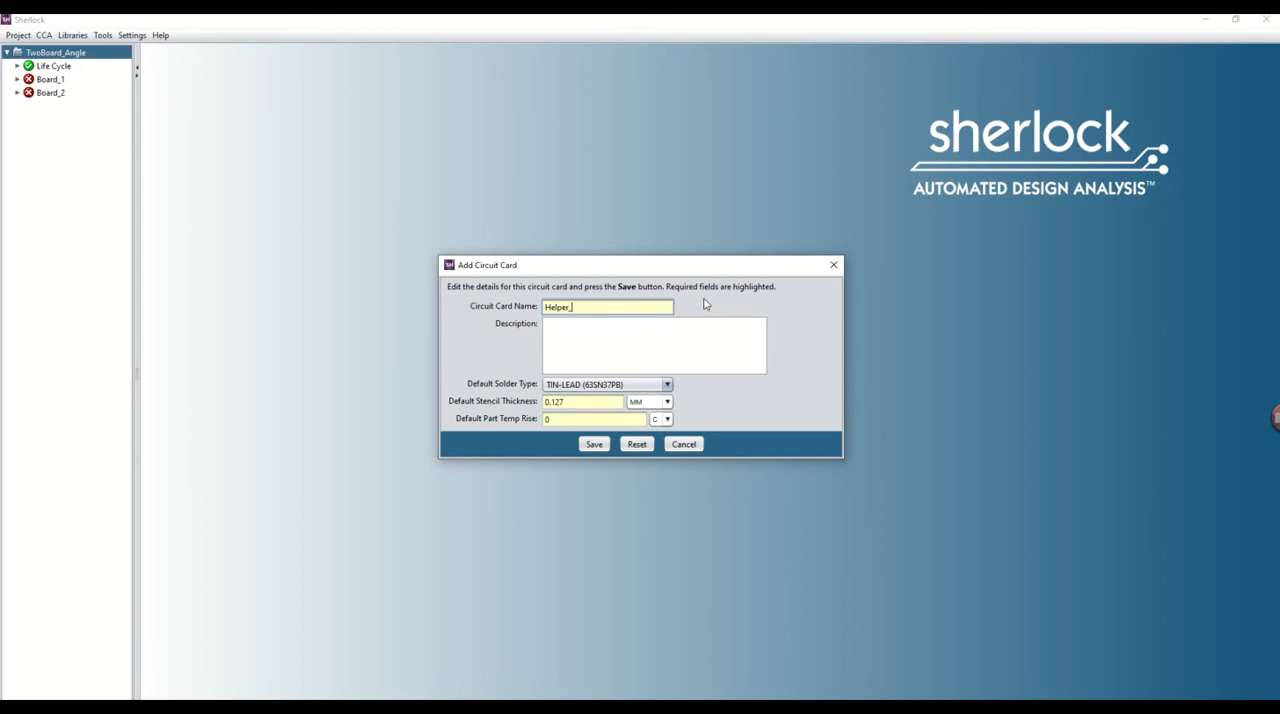 SH Sherlock
Project CCA Libraries Tools Settings Help
TwoBoard_Angle
Life Cycle
Board_1
Board_2
sherlock
AUTOMATED DESIGN ANALYSIS™
SH Add Circuit Card
Edit the details for this circuit card and press the Save button. Required fields are highlighted.
Circuit Card Name: Helper_
Description:
Default Solder Type: TIN-LEAD (63SN37PB)
Default Stencil Thickness: 0.127 MM
Default Part Temp Rise: 0 C
Save Reset Cancel